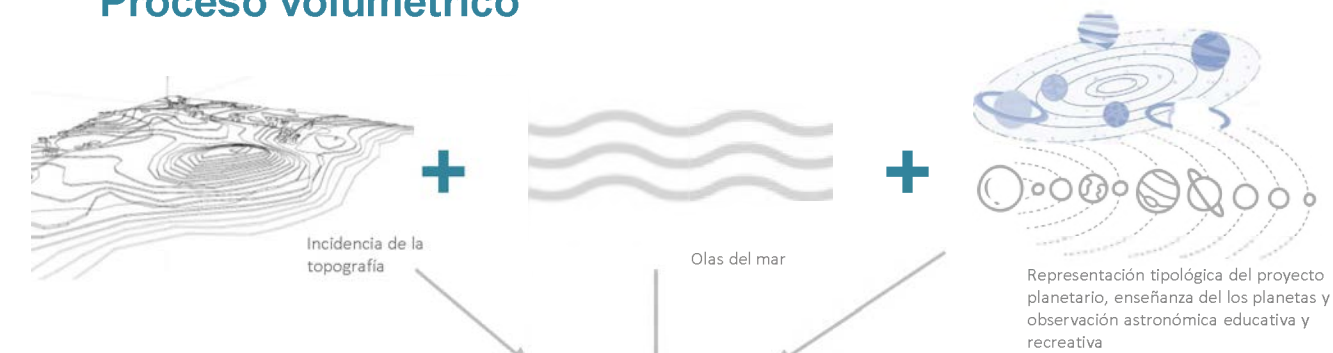 Proceso volumétrico
Incidencia de la
topografía
Olas del mar
Representación tipológica del proyecto
planetario, enseñanza del los planetas y
observación astronómica educativa y
recreativa